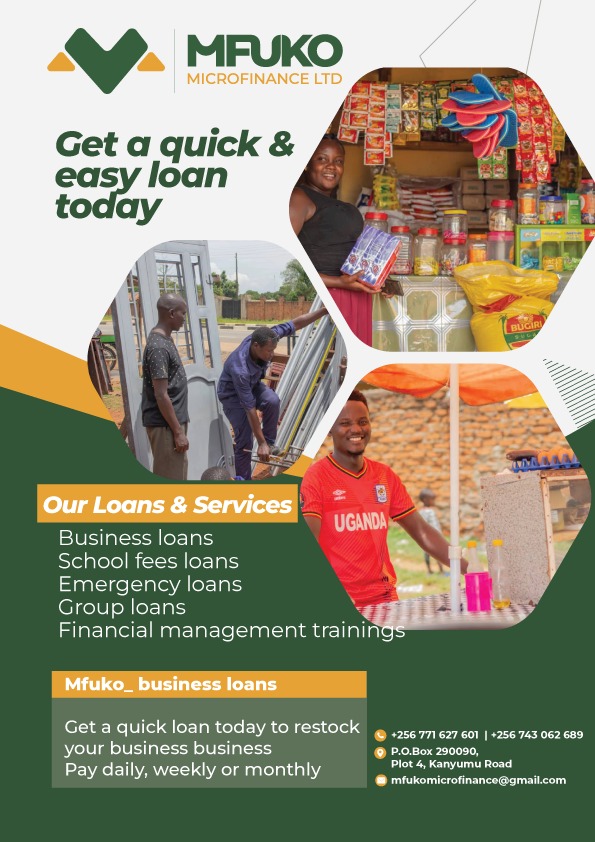 MFUKO
MICROFINANCE LTD
Get a quick &
easy loan
today
BUGIRI
UGANDA
Our Loans & Services
Business loans
School fees loans
Emergency loans
Group loans
Financial management trainings
Mfuko_ business loans
Get a quick loan today to restock
your business business
Pay daily, weekly or monthly
+256 771 627 601 | +256 743 062 689
P.O.Box 290090,
Plot 4, Kanyumu Road
mfukomicrofinance@gmail.com